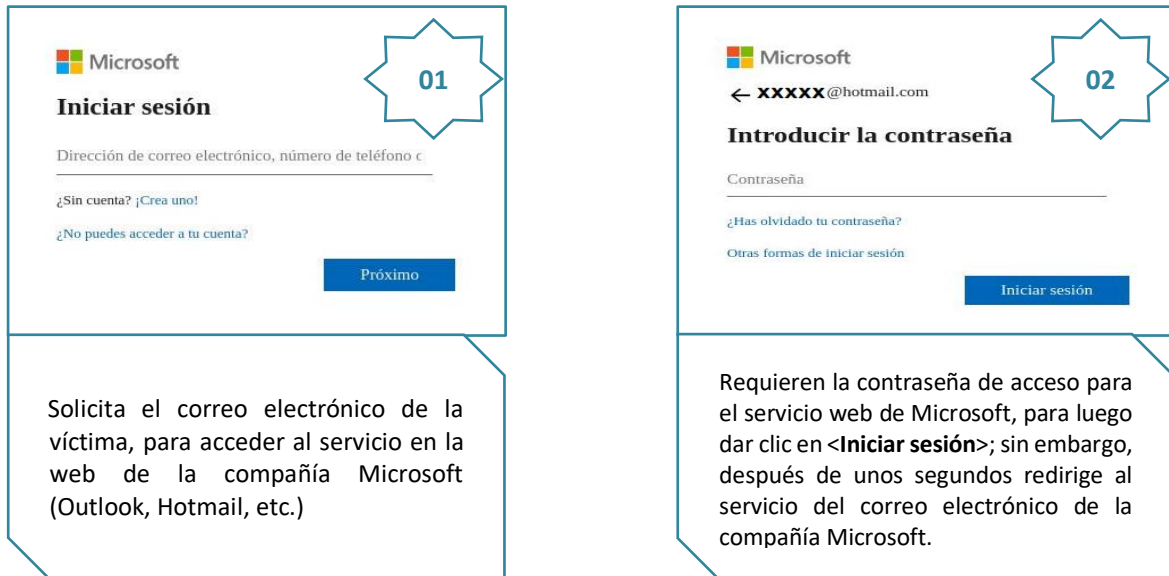 Microsoft
01
Iniciar sesión
Dirección de correo electrónico, número de teléfono c
¿Sin cuenta? ¡Crea uno!
¿No puedes acceder a tu cuenta?
Próximo
Solicita el correo electrónico de la
víctima, para acceder al servicio en la
web de la compañía Microsoft
(Outlook, Hotmail, etc.)
Microsoft
02
← XXXXX@hotmail.com
Introducir la contraseña
Contraseña
¿Has olvidado tu contraseña?
Otras formas de iniciar sesión
Iniciar sesión
Requieren la contraseña de acceso para
el servicio web de Microsoft, para luego
dar clic en <Iniciar sesión>; sin embargo,
después de unos segundos redirige al
servicio del correo electrónico de la
compañía Microsoft.